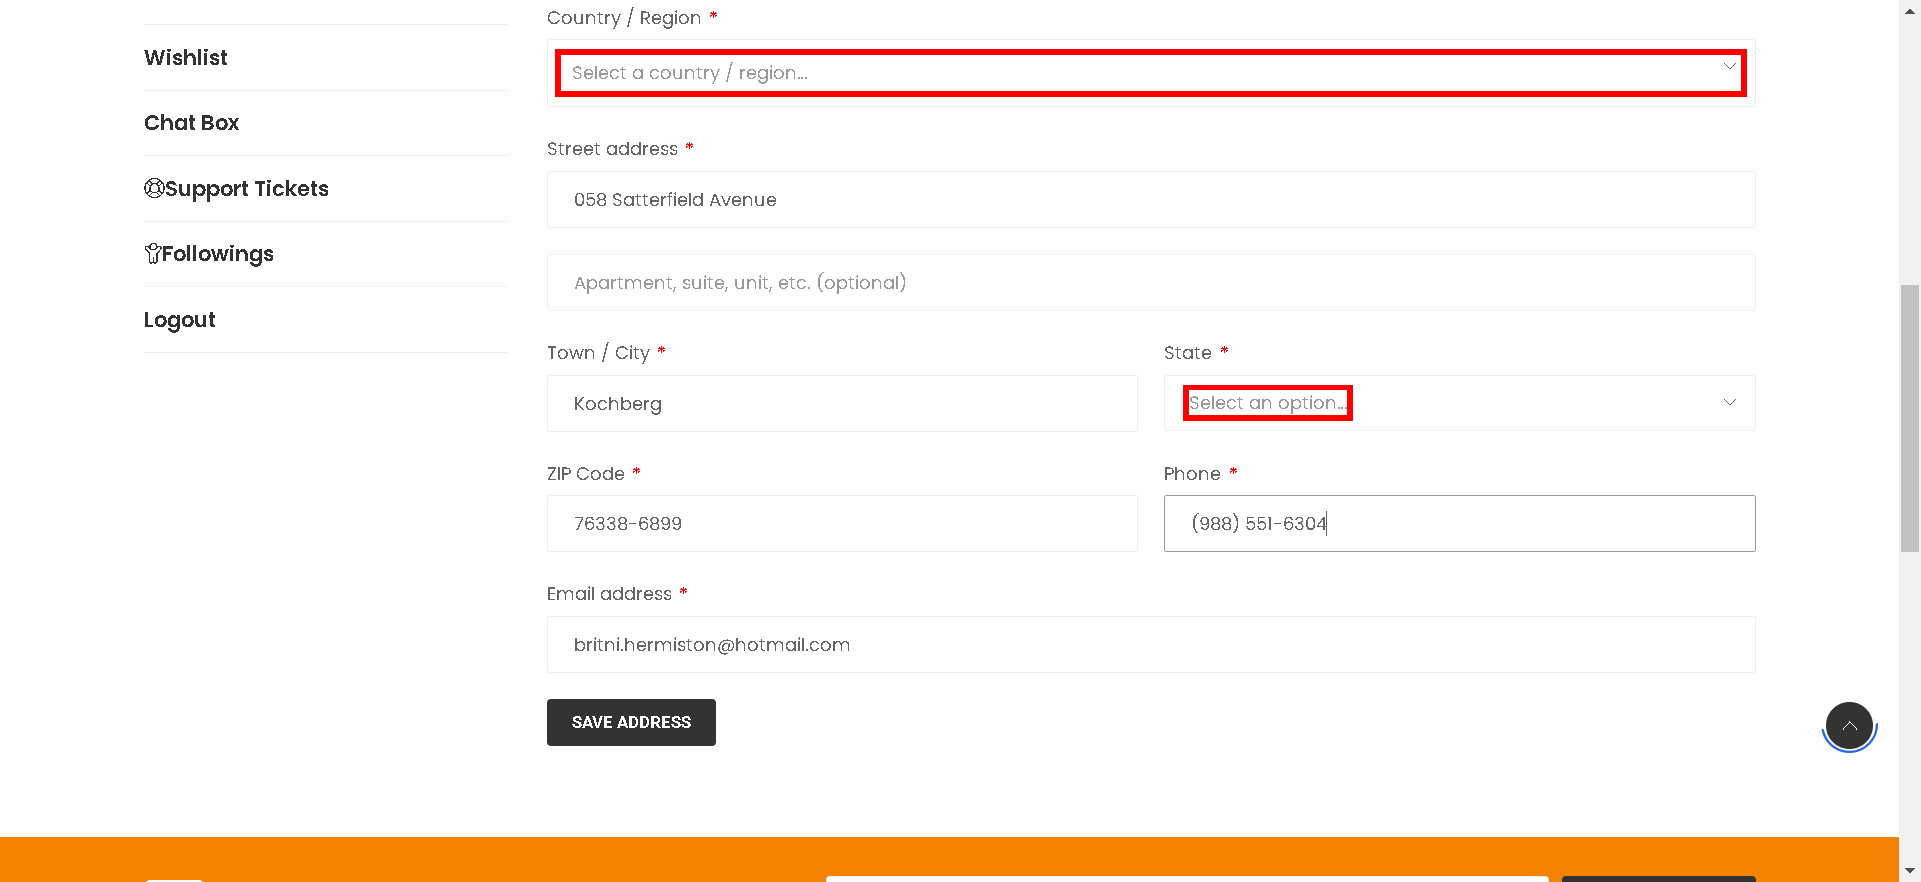 Country / Region *
Select a country / region...
Wishlist
Chat Box
Street address *
Support Tickets
058 Satterfield Avenue
Followings
Apartment, suite, unit, etc. (optional)
Logout
Town / City *
State *
Kochberg
Select an option...
ZIP Code *
Phone *
76338-6899
(988) 551-6304
Email address *
britni.hermiston@hotmail.com
SAVE ADDRESS